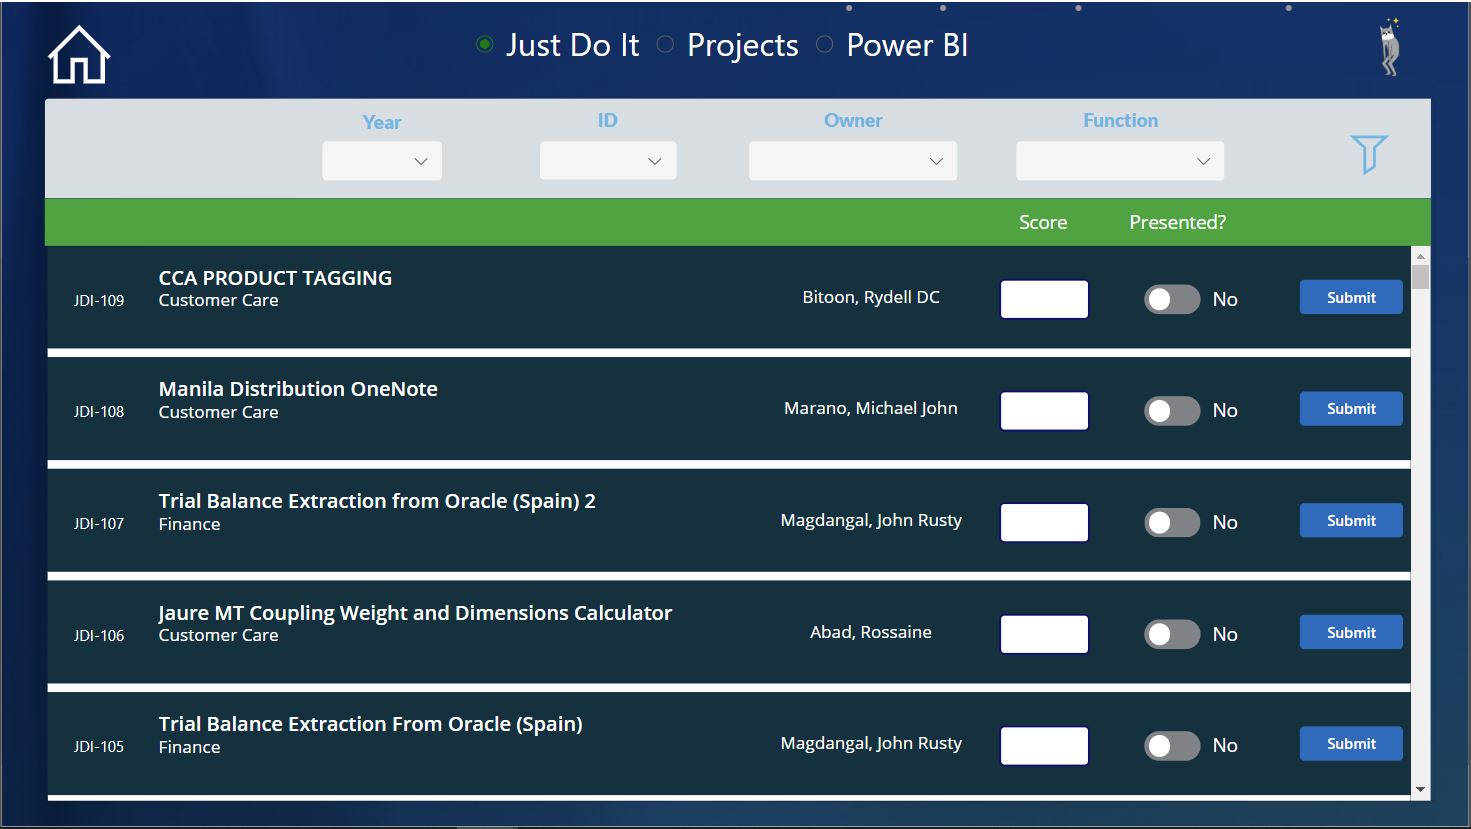 Just Do It Projects Power BI
Year ID Owner Function
Score Presented?
CCA PRODUCT TAGGING
Customer Care
JDI-109 Bitoon, Rydell DC No Submit
Manila Distribution OneNote
Customer Care
JDI-108 Marano, Michael John No Submit
Trial Balance Extraction from Oracle (Spain) 2
Finance
JDI-107 Magdangal, John Rusty No Submit
Jaure MT Coupling Weight and Dimensions Calculator
Customer Care
JDI-106 Abad, Rossaine No Submit
Trial Balance Extraction From Oracle (Spain)
Finance
JDI-105 Magdangal, John Rusty No Submit